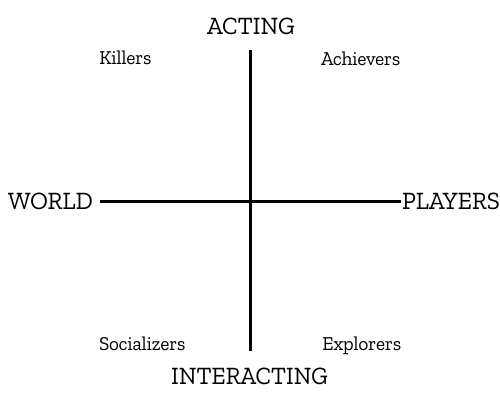 ACTING
Killers
Achievers
WORLD
PLAYERS
Socializers
Explorers
INTERACTING